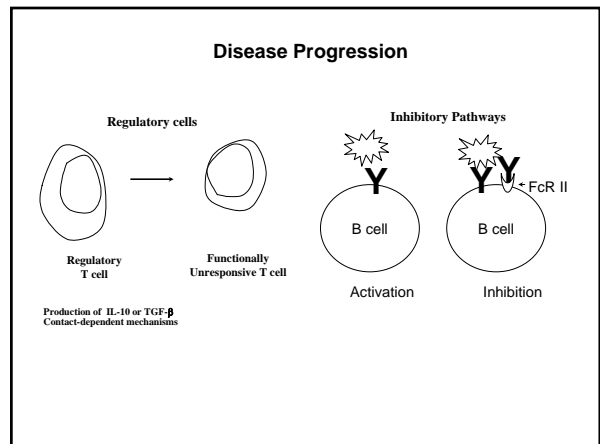 Disease Progression
Regulatory cells
Regulatory
T cell
Functionally
Unresponsive T cell
Production of IL-10 or TGF-β
Contact-dependent mechanisms
Inhibitory Pathways
FcR II
B cell
B cell
Activation
Inhibition